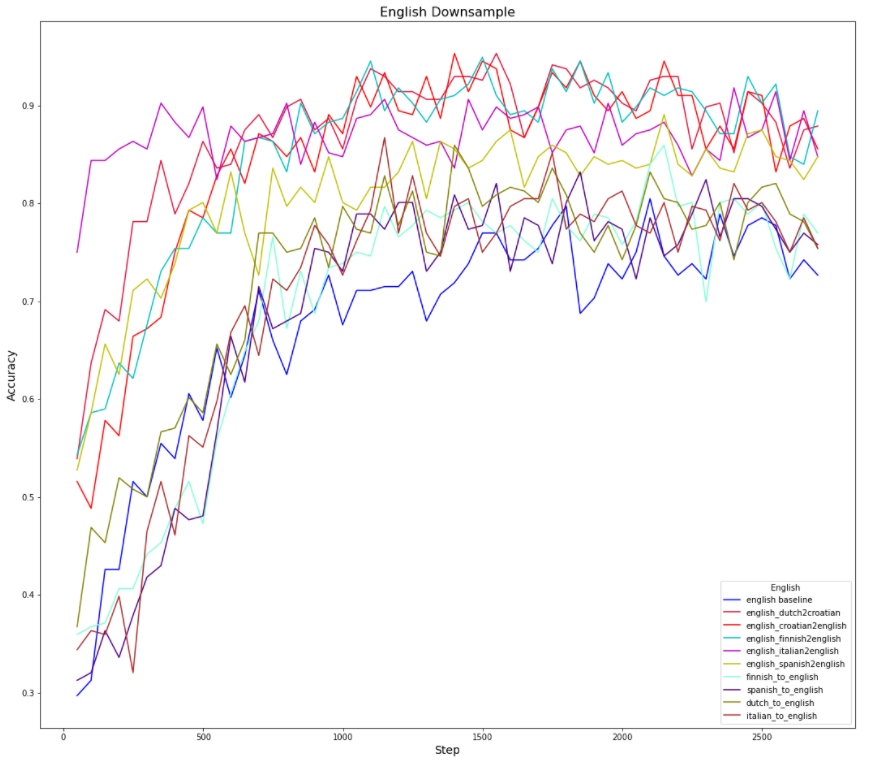 English Downsample
Accuracy
0.9
0.8
0.7
0.6
0.5
0.4
0.3
0
500
1000
1500
2000
2500
Step
English
english baseline
english_dutch2croatian
english_croatian2english
english_finnish2english
english_italian2english
english_spanish2english
finnish_to_english
spanish_to_english
dutch_to_english
italian_to_english